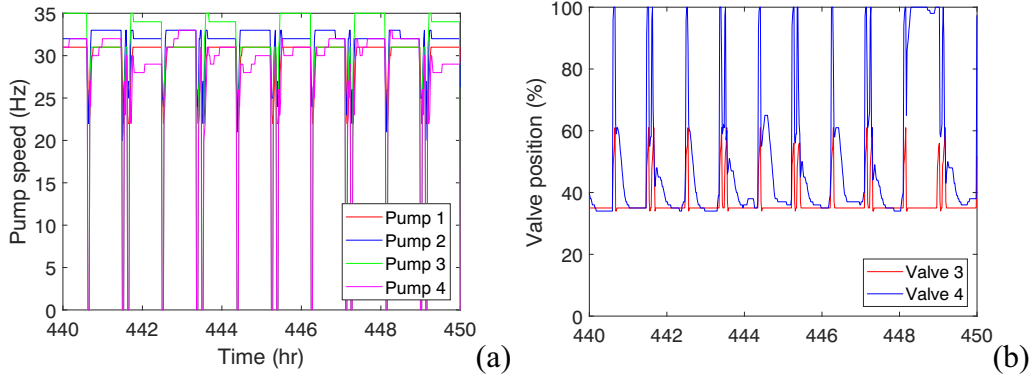 Pump speed (Hz)
35
30
25
20
15
10
5
0
Pump 1
Pump 2
Pump 3
Pump 4
440 442 444 446 448 450
Time (hr)
(a)
Valve position (%)
100
80
60
40
20
0
Valve 3
Valve 4
440 442 444 446 448 450
(b)